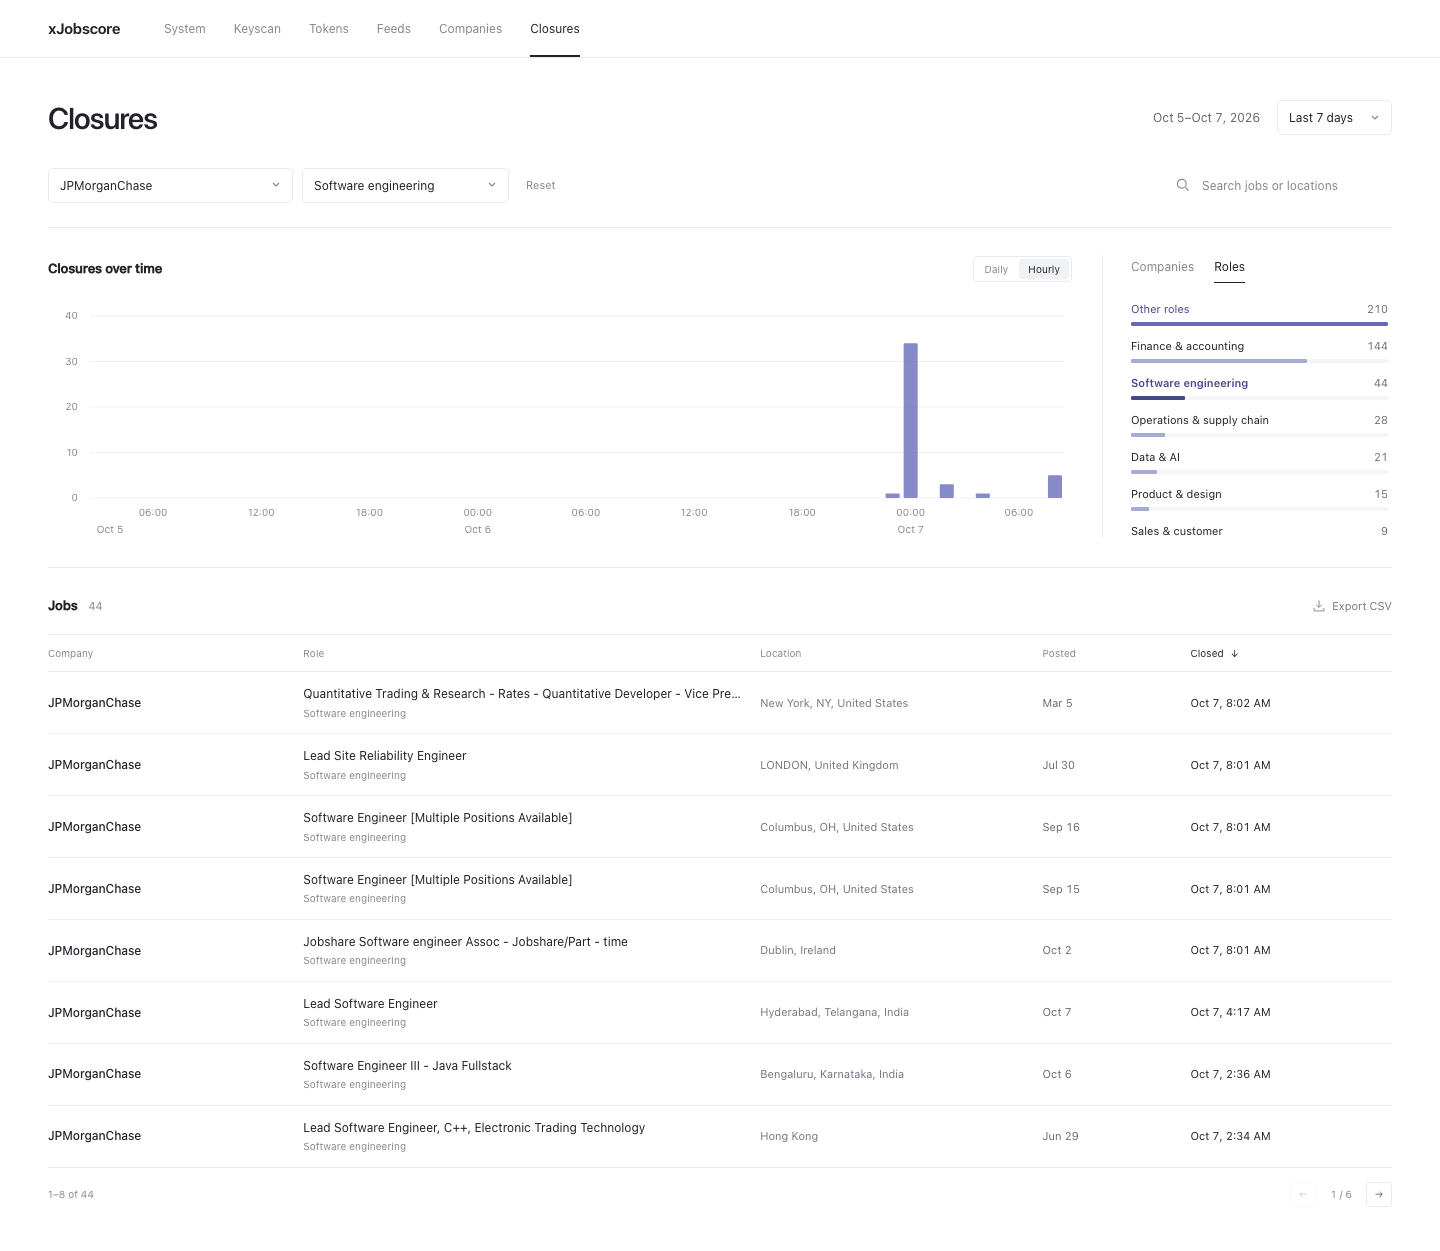 xJobscore System Keyscan Tokens Feeds Companies Closures
Closures
Oct 5–Oct 7, 2026 Last 7 days
JPMorganChase Software engineering Reset Search jobs or locations
Closures over time
Daily Hourly
40
30
20
10
0
06:00 12:00 18:00 00:00 06:00 12:00 18:00 00:00 06:00
Oct 5 Oct 6 Oct 7
Companies Roles
Other roles 210
Finance & accounting 144
Software engineering 44
Operations & supply chain 28
Data & AI 21
Product & design 15
Sales & customer 9
Jobs 44 Export CSV
Company Role Location Posted Closed ↓
JPMorganChase Quantitative Trading & Research - Rates - Quantitative Developer - Vice Pre... New York, NY, United States Mar 5 Oct 7, 8:02 AM
Software engineering
JPMorganChase Lead Site Reliability Engineer LONDON, United Kingdom Jul 30 Oct 7, 8:01 AM
Software engineering
JPMorganChase Software Engineer [Multiple Positions Available] Columbus, OH, United States Sep 16 Oct 7, 8:01 AM
Software engineering
JPMorganChase Software Engineer [Multiple Positions Available] Columbus, OH, United States Sep 15 Oct 7, 8:01 AM
Software engineering
JPMorganChase Jobshare Software engineer Assoc - Jobshare/Part - time Dublin, Ireland Oct 2 Oct 7, 8:01 AM
Software engineering
JPMorganChase Lead Software Engineer Hyderabad, Telangana, India Oct 7 Oct 7, 4:17 AM
Software engineering
JPMorganChase Software Engineer III - Java Fullstack Bengaluru, Karnataka, India Oct 6 Oct 7, 2:36 AM
Software engineering
JPMorganChase Lead Software Engineer, C++, Electronic Trading Technology Hong Kong Jun 29 Oct 7, 2:34 AM
Software engineering
1–8 of 44 ← 1 / 6 →